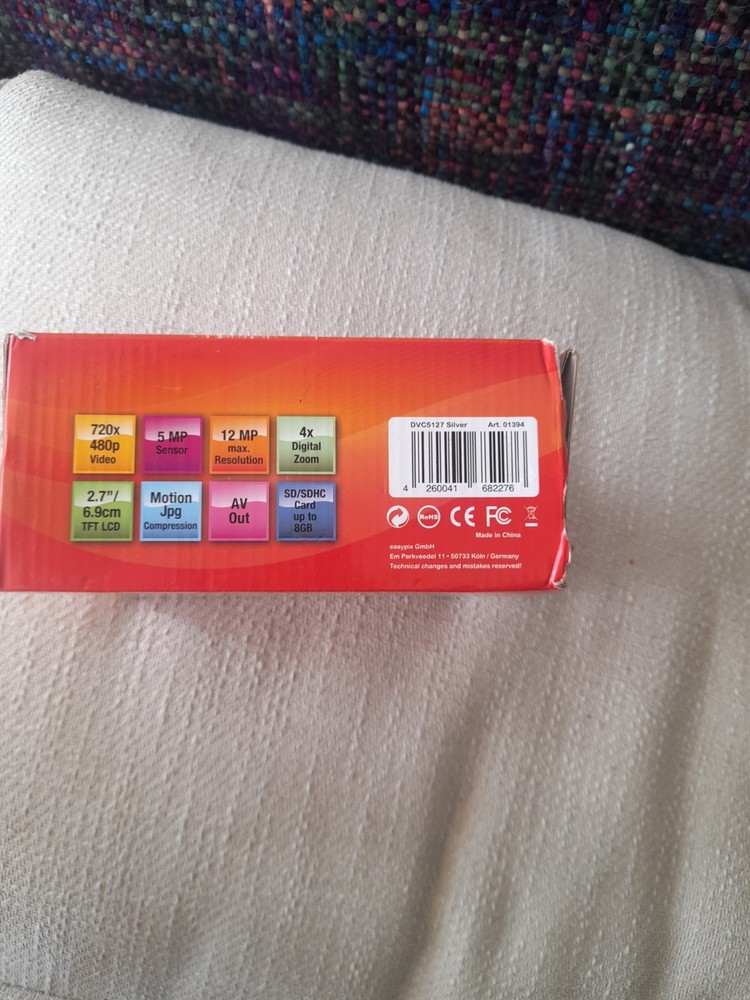 720x
480p
Video
5 MP
Sensor
12 MP
max.
Resolution
4x
Digital
Zoom
2.7"/
6.9cm
TFT LCD
Motion
Jpg
Compression
AV
Out
SD/SDHC
Card
up to
8GB
DVC5127 Silver Art. 01394
4 260041 682276
RoHS
CE FC
Made in China
easypix GmbH
Em Parkveedel 11 • 50733 Köln / Germany
Technical changes and mistakes reserved!